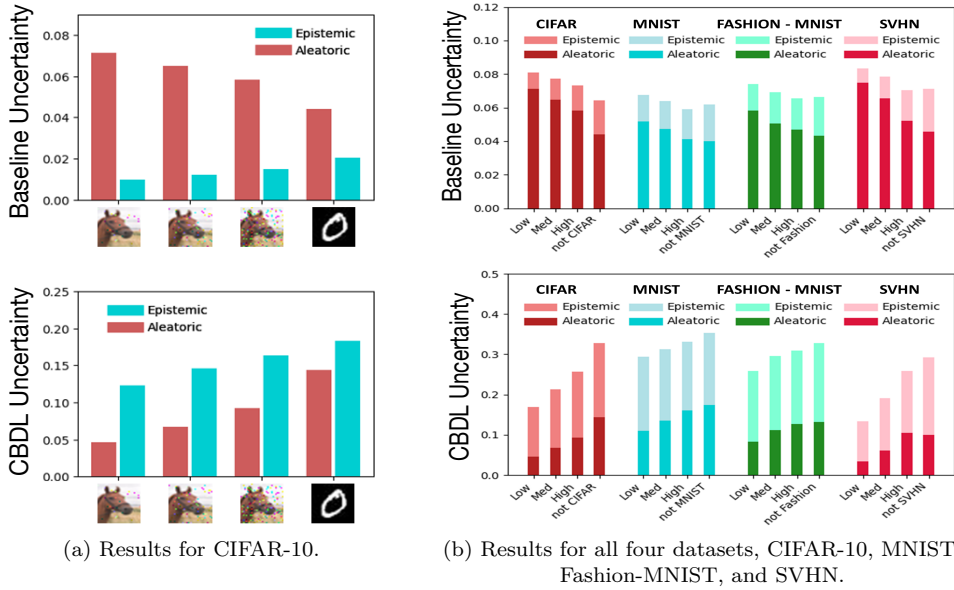 Baseline Uncertainty
0.08
0.06
0.04
0.02
0.00
Epistemic
Aleatoric
CBDL Uncertainty
0.25
0.20
0.15
0.10
0.05
0.00
Epistemic
Aleatoric
(a) Results for CIFAR-10.
Baseline Uncertainty
0.12
0.10
0.08
0.06
0.04
0.02
0.00
CIFAR MNIST FASHION - MNIST SVHN
Epistemic Epistemic Epistemic Epistemic
Aleatoric Aleatoric Aleatoric Aleatoric
Low Med High not CIFAR Low Med High not MNIST Low Med High not Fashion Low Med High not SVHN
CBDL Uncertainty
0.5
0.4
0.3
0.2
0.1
0.0
CIFAR MNIST FASHION - MNIST SVHN
Epistemic Epistemic Epistemic Epistemic
Aleatoric Aleatoric Aleatoric Aleatoric
Low Med High not CIFAR Low Med High not MNIST Low Med High not Fashion Low Med High not SVHN
(b) Results for all four datasets, CIFAR-10, MNIST
Fashion-MNIST, and SVHN.